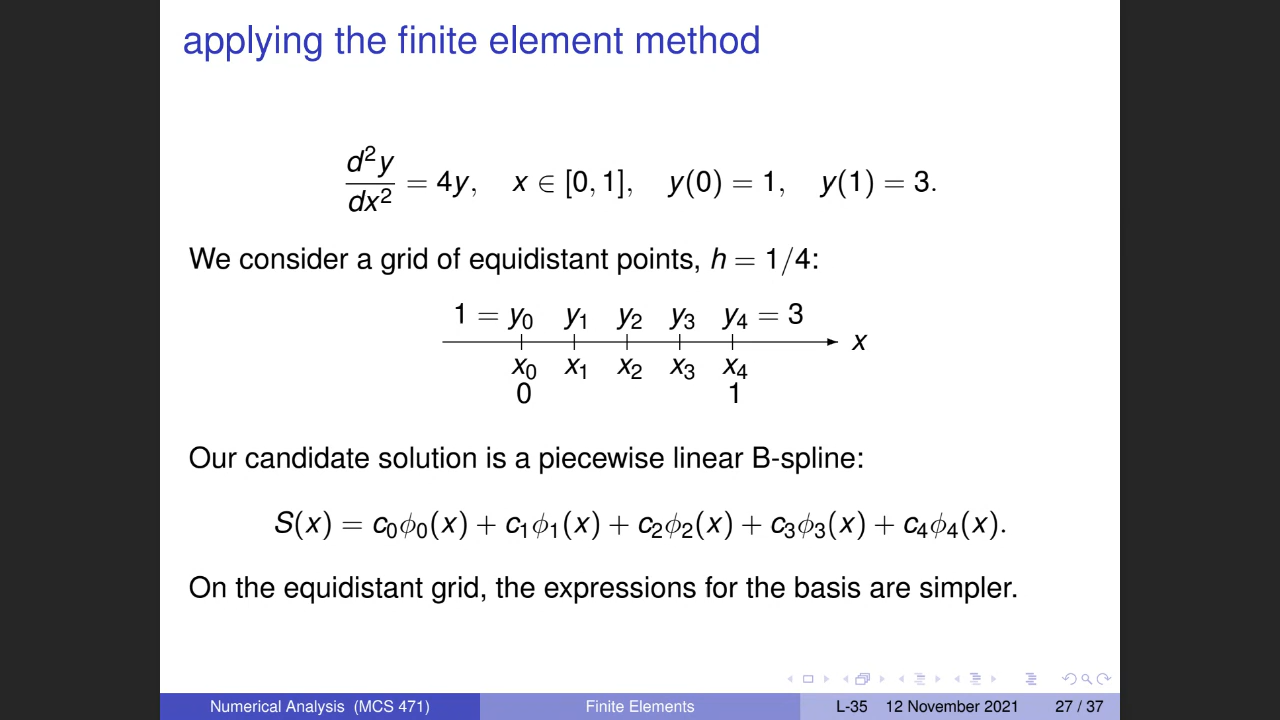 applying the finite element method
d²y/dx² = 4y, x ∈ [0, 1], y(0) = 1, y(1) = 3.
We consider a grid of equidistant points, h = 1/4:
1 = y₀ y₁ y₂ y₃ y₄ = 3
x
x₀ x₁ x₂ x₃ x₄
0 1
Our candidate solution is a piecewise linear B-spline:
S(x) = c₀ϕ₀(x) + c₁ϕ₁(x) + c₂ϕ₂(x) + c₃ϕ₃(x) + c₄ϕ₄(x).
On the equidistant grid, the expressions for the basis are simpler.
Numerical Analysis (MCS 471) Finite Elements L-35 12 November 2021 27 / 37